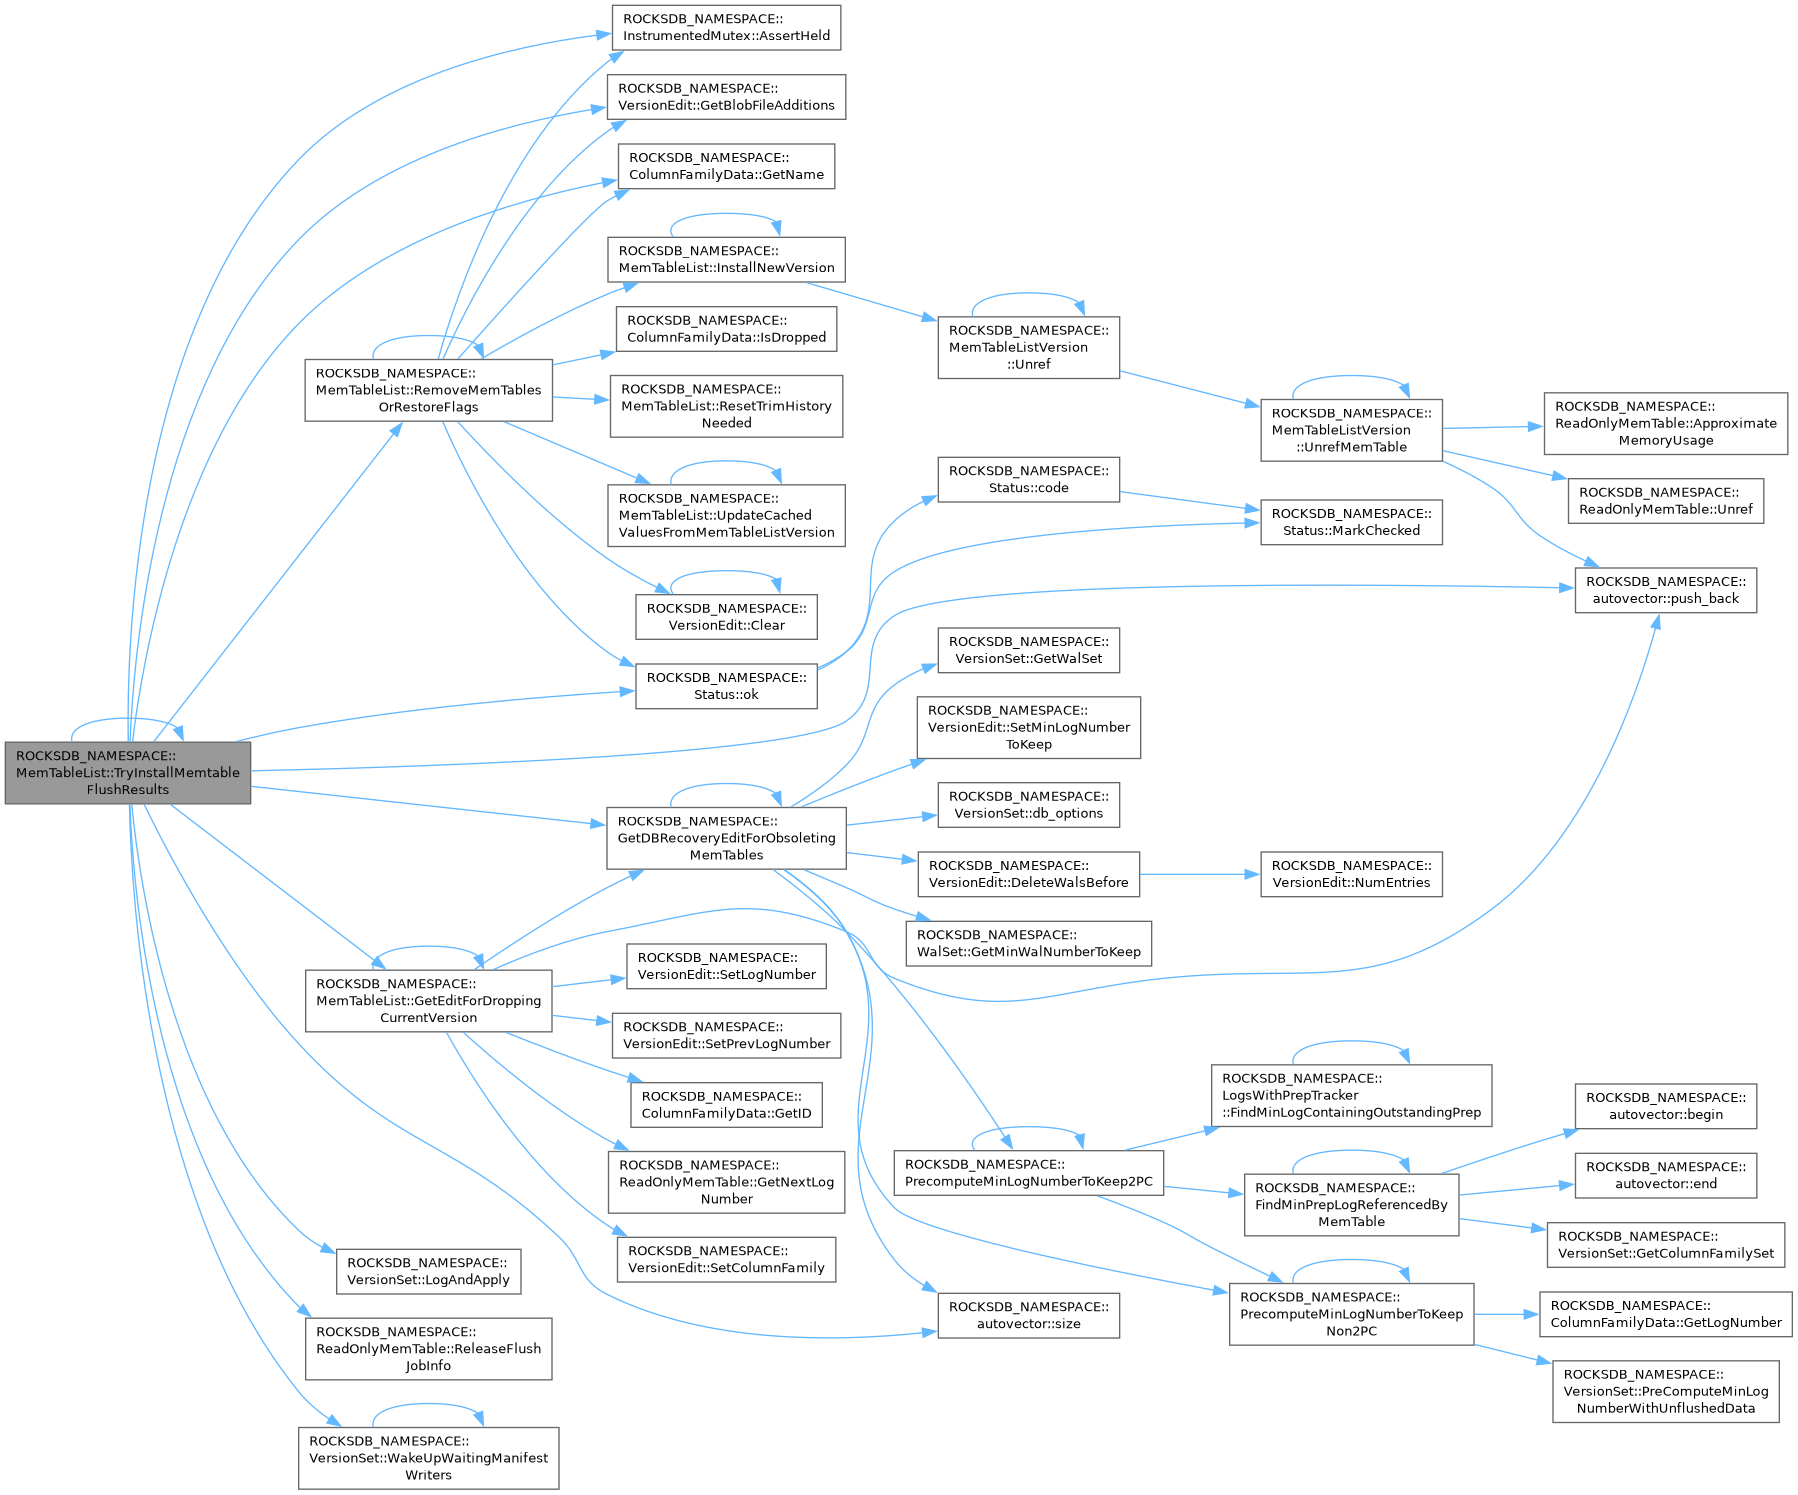 ROCKSDB_NAMESPACE::
MemTableList::TryInstallMemtable
FlushResults
ROCKSDB_NAMESPACE::
InstrumentedMutex::AssertHeld
ROCKSDB_NAMESPACE::
VersionEdit::GetBlobFileAdditions
ROCKSDB_NAMESPACE::
ColumnFamilyData::GetName
ROCKSDB_NAMESPACE::
MemTableList::RemoveMemTables
OrRestoreFlags
ROCKSDB_NAMESPACE::
MemTableList::InstallNewVersion
ROCKSDB_NAMESPACE::
MemTableListVersion
::Unref
ROCKSDB_NAMESPACE::
MemTableListVersion
::UnrefMemTable
ROCKSDB_NAMESPACE::
ReadOnlyMemTable::Approximate
MemoryUsage
ROCKSDB_NAMESPACE::
ReadOnlyMemTable::Unref
ROCKSDB_NAMESPACE::
autovector::push_back
ROCKSDB_NAMESPACE::
ColumnFamilyData::IsDropped
ROCKSDB_NAMESPACE::
MemTableList::ResetTrimHistory
Needed
ROCKSDB_NAMESPACE::
MemTableList::UpdateCached
ValuesFromMemTableListVersion
ROCKSDB_NAMESPACE::
VersionEdit::Clear
ROCKSDB_NAMESPACE::
Status::ok
ROCKSDB_NAMESPACE::
Status::code
ROCKSDB_NAMESPACE::
Status::MarkChecked
ROCKSDB_NAMESPACE::
GetDBRecoveryEditForObsoleting
MemTables
ROCKSDB_NAMESPACE::
VersionSet::GetWalSet
ROCKSDB_NAMESPACE::
VersionEdit::SetMinLogNumber
ToKeep
ROCKSDB_NAMESPACE::
VersionSet::db_options
ROCKSDB_NAMESPACE::
VersionEdit::DeleteWalsBefore
ROCKSDB_NAMESPACE::
VersionEdit::NumEntries
ROCKSDB_NAMESPACE::
WalSet::GetMinWalNumberToKeep
ROCKSDB_NAMESPACE::
MemTableList::GetEditForDropping
CurrentVersion
ROCKSDB_NAMESPACE::
VersionEdit::SetLogNumber
ROCKSDB_NAMESPACE::
VersionEdit::SetPrevLogNumber
ROCKSDB_NAMESPACE::
ColumnFamilyData::GetID
ROCKSDB_NAMESPACE::
ReadOnlyMemTable::GetNextLog
Number
ROCKSDB_NAMESPACE::
VersionEdit::SetColumnFamily
ROCKSDB_NAMESPACE::
PrecomputeMinLogNumberToKeep2PC
ROCKSDB_NAMESPACE::
LogsWithPrepTracker
::FindMinLogContainingOutstandingPrep
ROCKSDB_NAMESPACE::
FindMinPrepLogReferencedBy
MemTable
ROCKSDB_NAMESPACE::
autovector::begin
ROCKSDB_NAMESPACE::
autovector::end
ROCKSDB_NAMESPACE::
VersionSet::GetColumnFamilySet
ROCKSDB_NAMESPACE::
PrecomputeMinLogNumberToKeep
Non2PC
ROCKSDB_NAMESPACE::
ColumnFamilyData::GetLogNumber
ROCKSDB_NAMESPACE::
VersionSet::PreComputeMinLog
NumberWithUnflushedData
ROCKSDB_NAMESPACE::
autovector::size
ROCKSDB_NAMESPACE::
VersionSet::LogAndApply
ROCKSDB_NAMESPACE::
ReadOnlyMemTable::ReleaseFlush
JobInfo
ROCKSDB_NAMESPACE::
VersionSet::WakeUpWaitingManifest
Writers